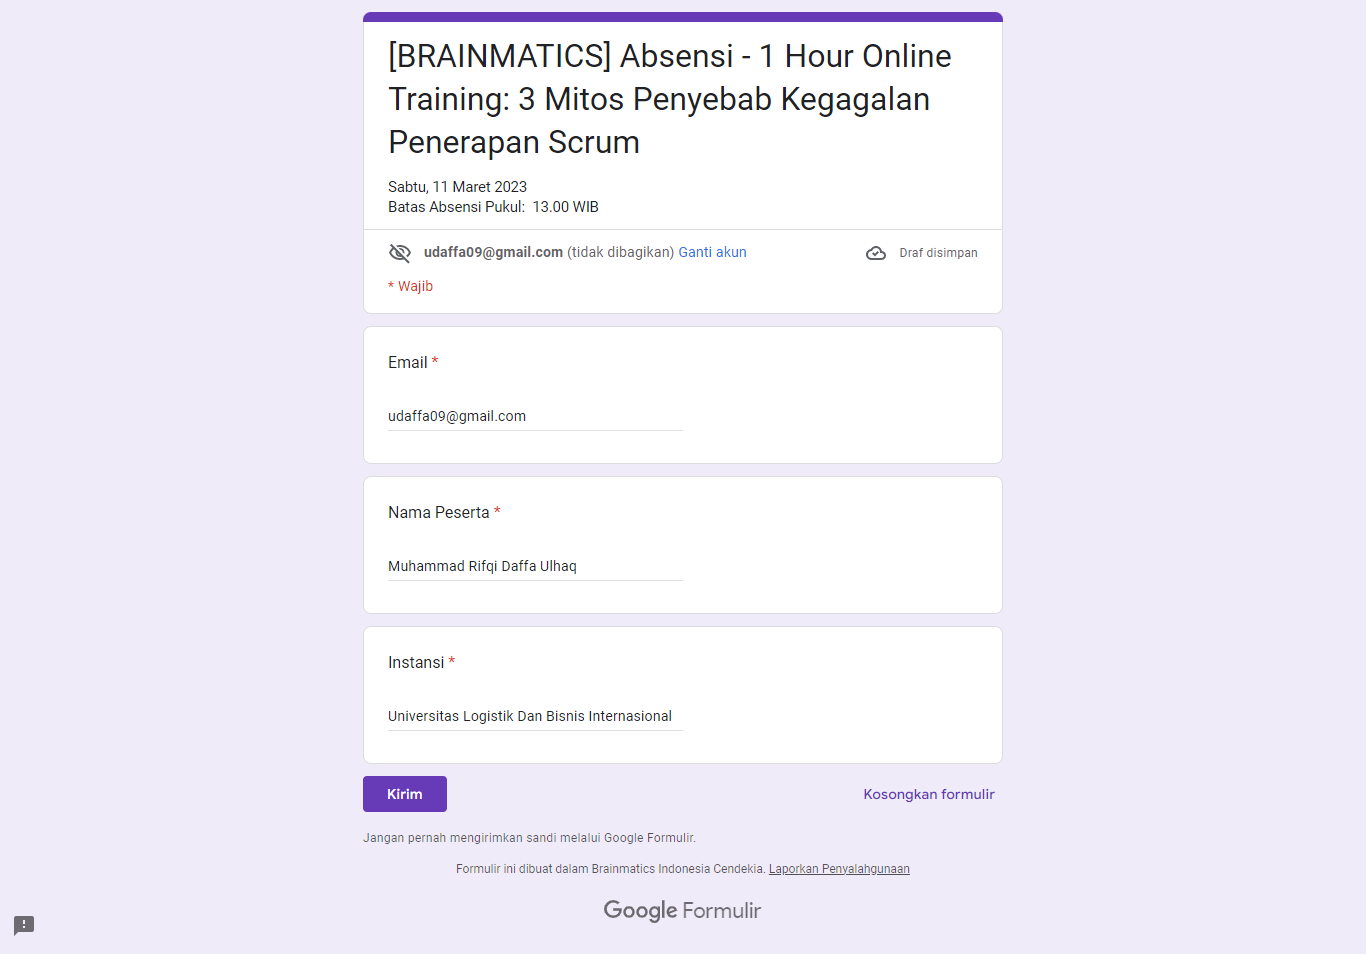 [BRAINMATICS] Absensi - 1 Hour Online
Training: 3 Mitos Penyebab Kegagalan
Penerapan Scrum
Sabtu, 11 Maret 2023
Batas Absensi Pukul:  13.00 WIB
udaffa09@gmail.com (tidak dibagikan) Ganti akun
Draf disimpan
* Wajib
Email *
udaffa09@gmail.com
Nama Peserta *
Muhammad Rifqi Daffa Ulhaq
Instansi *
Universitas Logistik Dan Bisnis Internasional
Kirim
Kosongkan formulir
Jangan pernah mengirimkan sandi melalui Google Formulir.
Formulir ini dibuat dalam Brainmatics Indonesia Cendekia. Laporkan Penyalahgunaan
Google Formulir